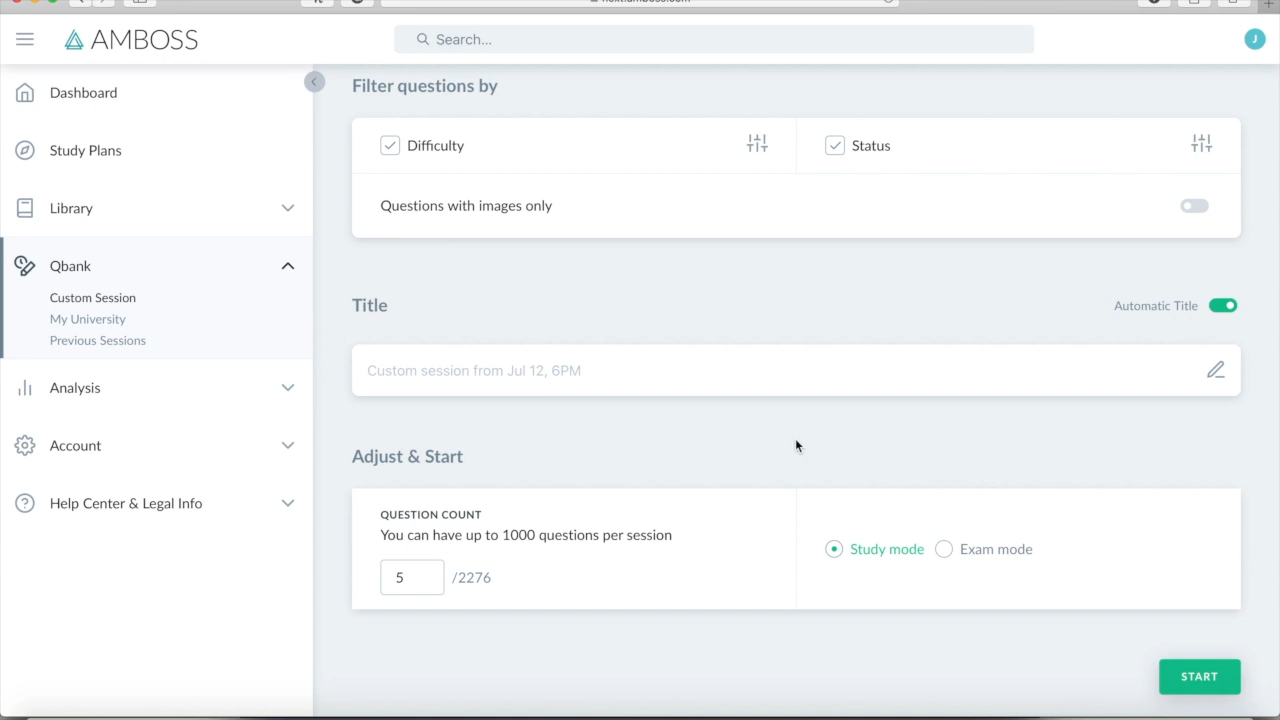 AMBOSS
Search...
J
Dashboard
Study Plans
Library
Qbank
Custom Session
My University
Previous Sessions
Analysis
Account
Help Center & Legal Info
Filter questions by
Difficulty
Status
Questions with images only
Title
Automatic Title
Custom session from Jul 12, 6PM
Adjust & Start
QUESTION COUNT
You can have up to 1000 questions per session
5 /2276
Study mode
Exam mode
START